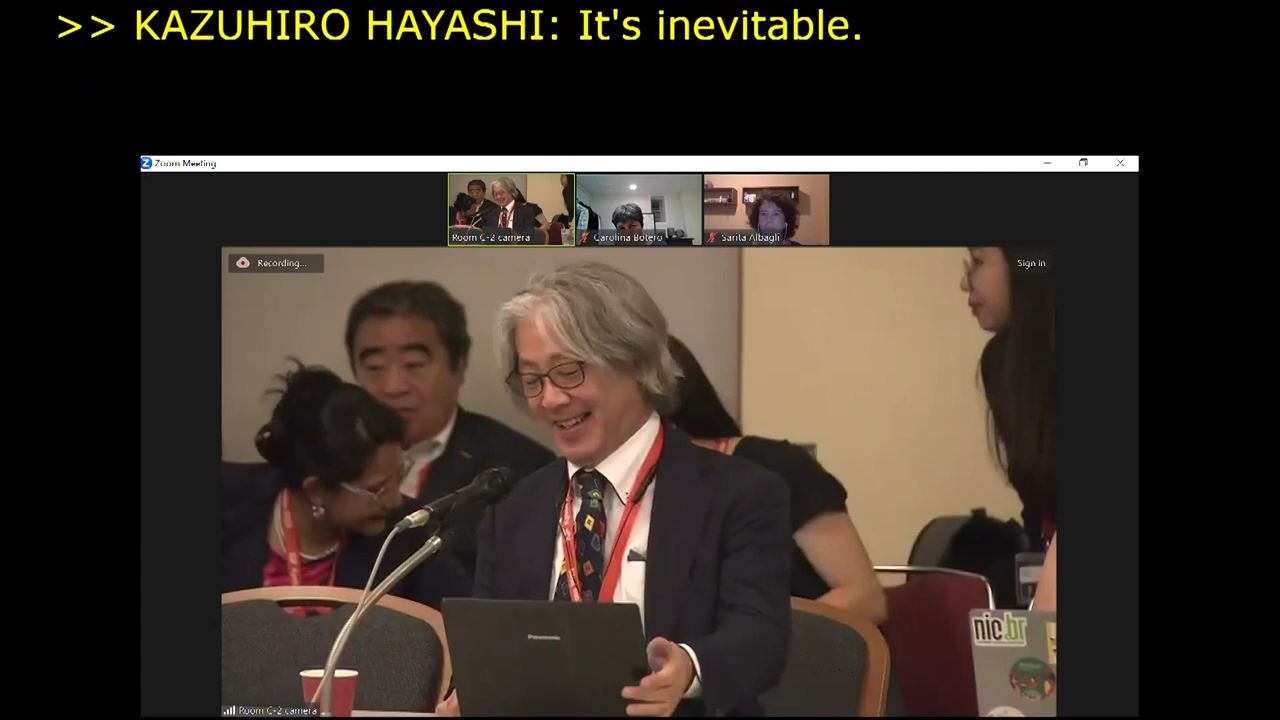 >> KAZUHIRO HAYASHI: It's inevitable.
Zoom Meeting
Room C-2 camera
Carolina Botero
Sarita Albagli
Recording...
Sign in
Panasonic
nic.br
Room C-2 camera